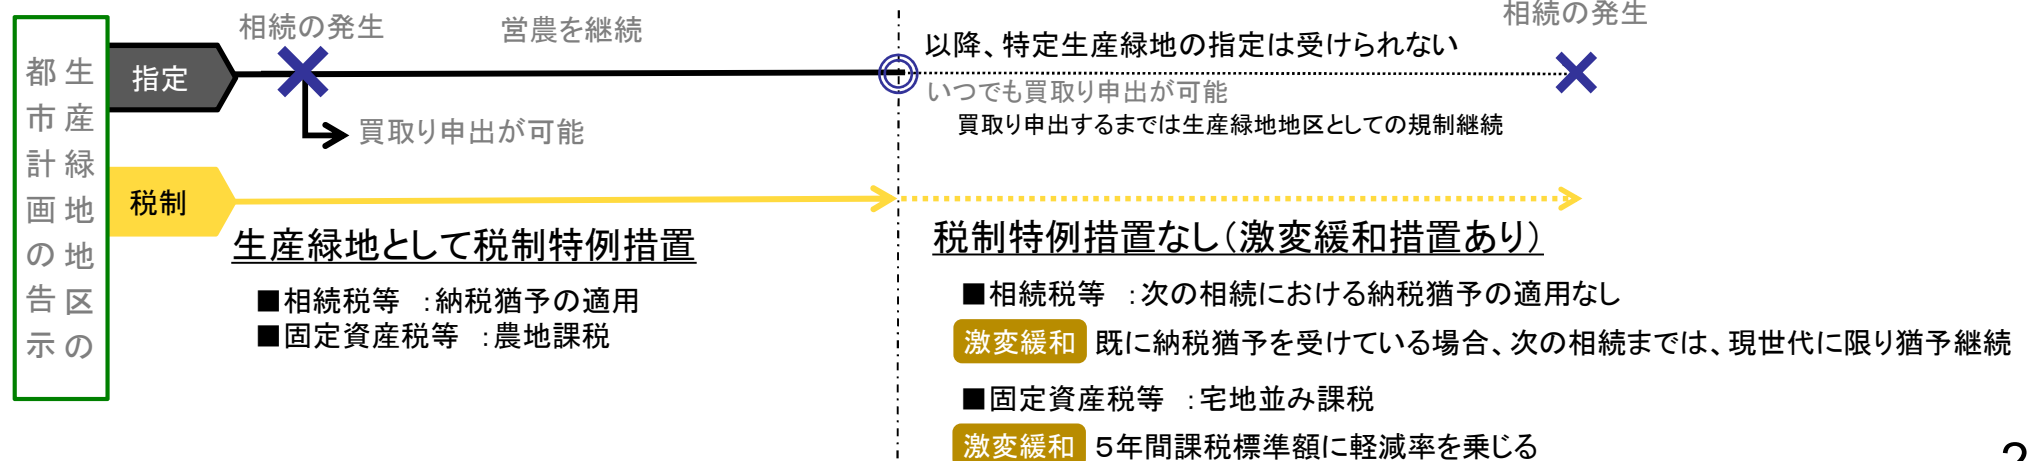 生産緑地地区の
都市計画の告示
指定
相続の発生
営農を継続
買取り申出が可能
以降、特定生産緑地の指定は受けられない
相続の発生
いつでも買取り申出が可能
買取り申出するまでは生産緑地地区としての規制継続
税制
生産緑地として税制特例措置
■相続税等　：納税猶予の適用
■固定資産税等　：農地課税
税制特例措置なし（激変緩和措置あり）
■相続税等　：次の相続における納税猶予の適用なし
激変緩和 既に納税猶予を受けている場合、次の相続までは、現世代に限り猶予継続
■固定資産税等　：宅地並み課税
激変緩和 ５年間課税標準額に軽減率を乗じる
2